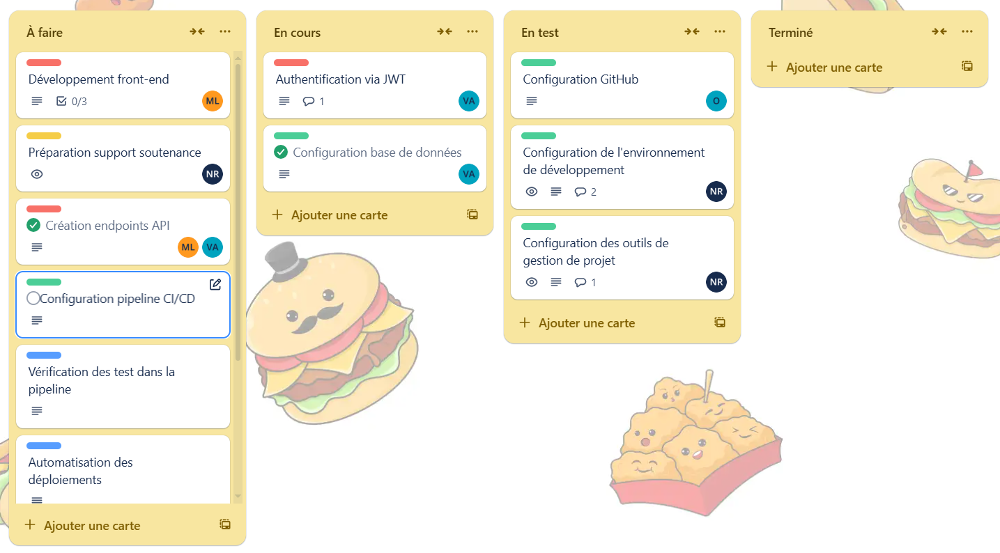 À faire
Développement front-end
0/3
ML
Préparation support soutenance
NR
Création endpoints API
ML VA
Configuration pipeline CI/CD
Vérification des test dans la
pipeline
Automatisation des
déploiements
Ajouter une carte
En cours
Authentification via JWT
1
VA
Configuration base de données
VA
Ajouter une carte
En test
Configuration GitHub
O
Configuration de l'environnement
de développement
2
NR
Configuration des outils de
gestion de projet
1
NR
Ajouter une carte
Terminé
Ajouter une carte